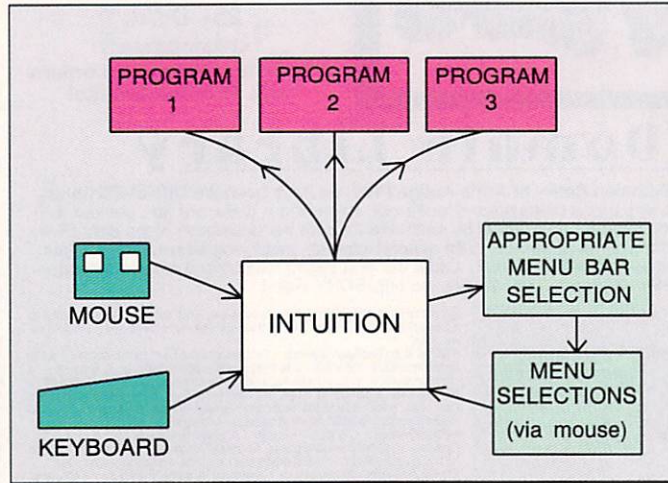 PROGRAM
1
PROGRAM
2
PROGRAM
3
MOUSE
KEYBOARD
INTUITION
APPROPRIATE
MENU BAR
SELECTION
MENU
SELECTIONS
(via mouse)